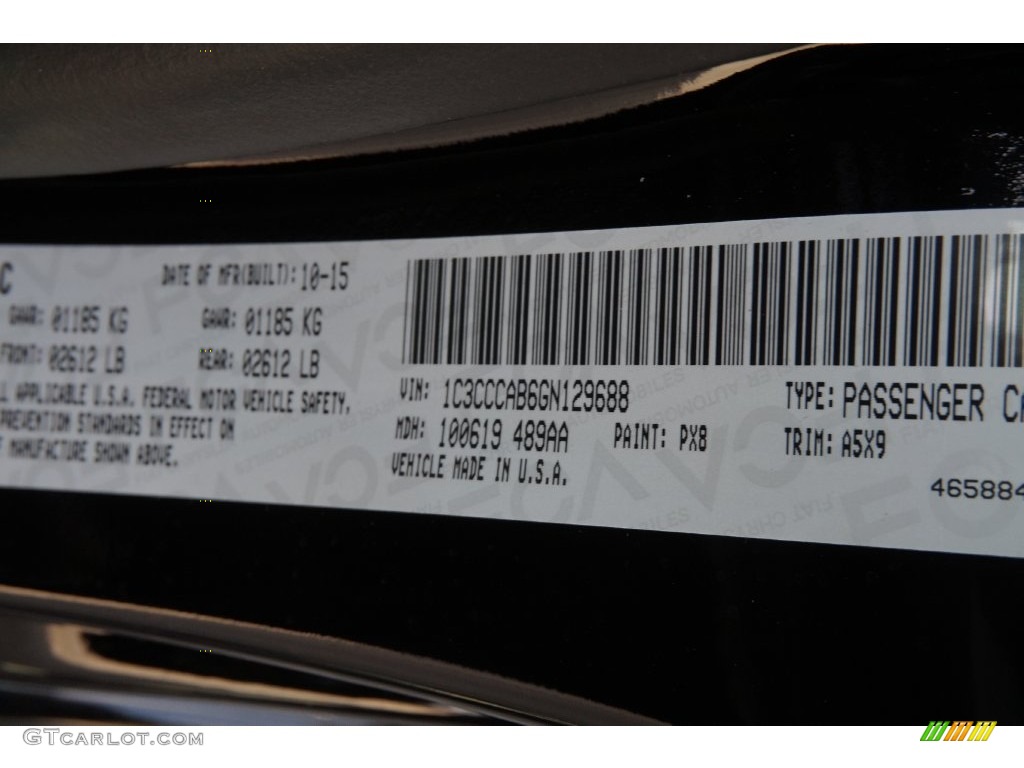 C
DATE OF MFR(BUILT): 10-15
GAWR: 01185 KG GAWR: 01185 KG
FRONT: 02612 LB REAR: 02612 LB
APPLICABLE U.S.A. FEDERAL MOTOR VEHICLE SAFETY,
PREVENTION STANDARDS IN EFFECT ON
MANUFACTURE SHOWN ABOVE.
VIN: 1C3CCCAB6GN129688
TYPE: PASSENGER
MDH: 100619 489AA PAINT: PX8 TRIM: A5X9
VEHICLE MADE IN U.S.A.
465884
GTCarlot.com